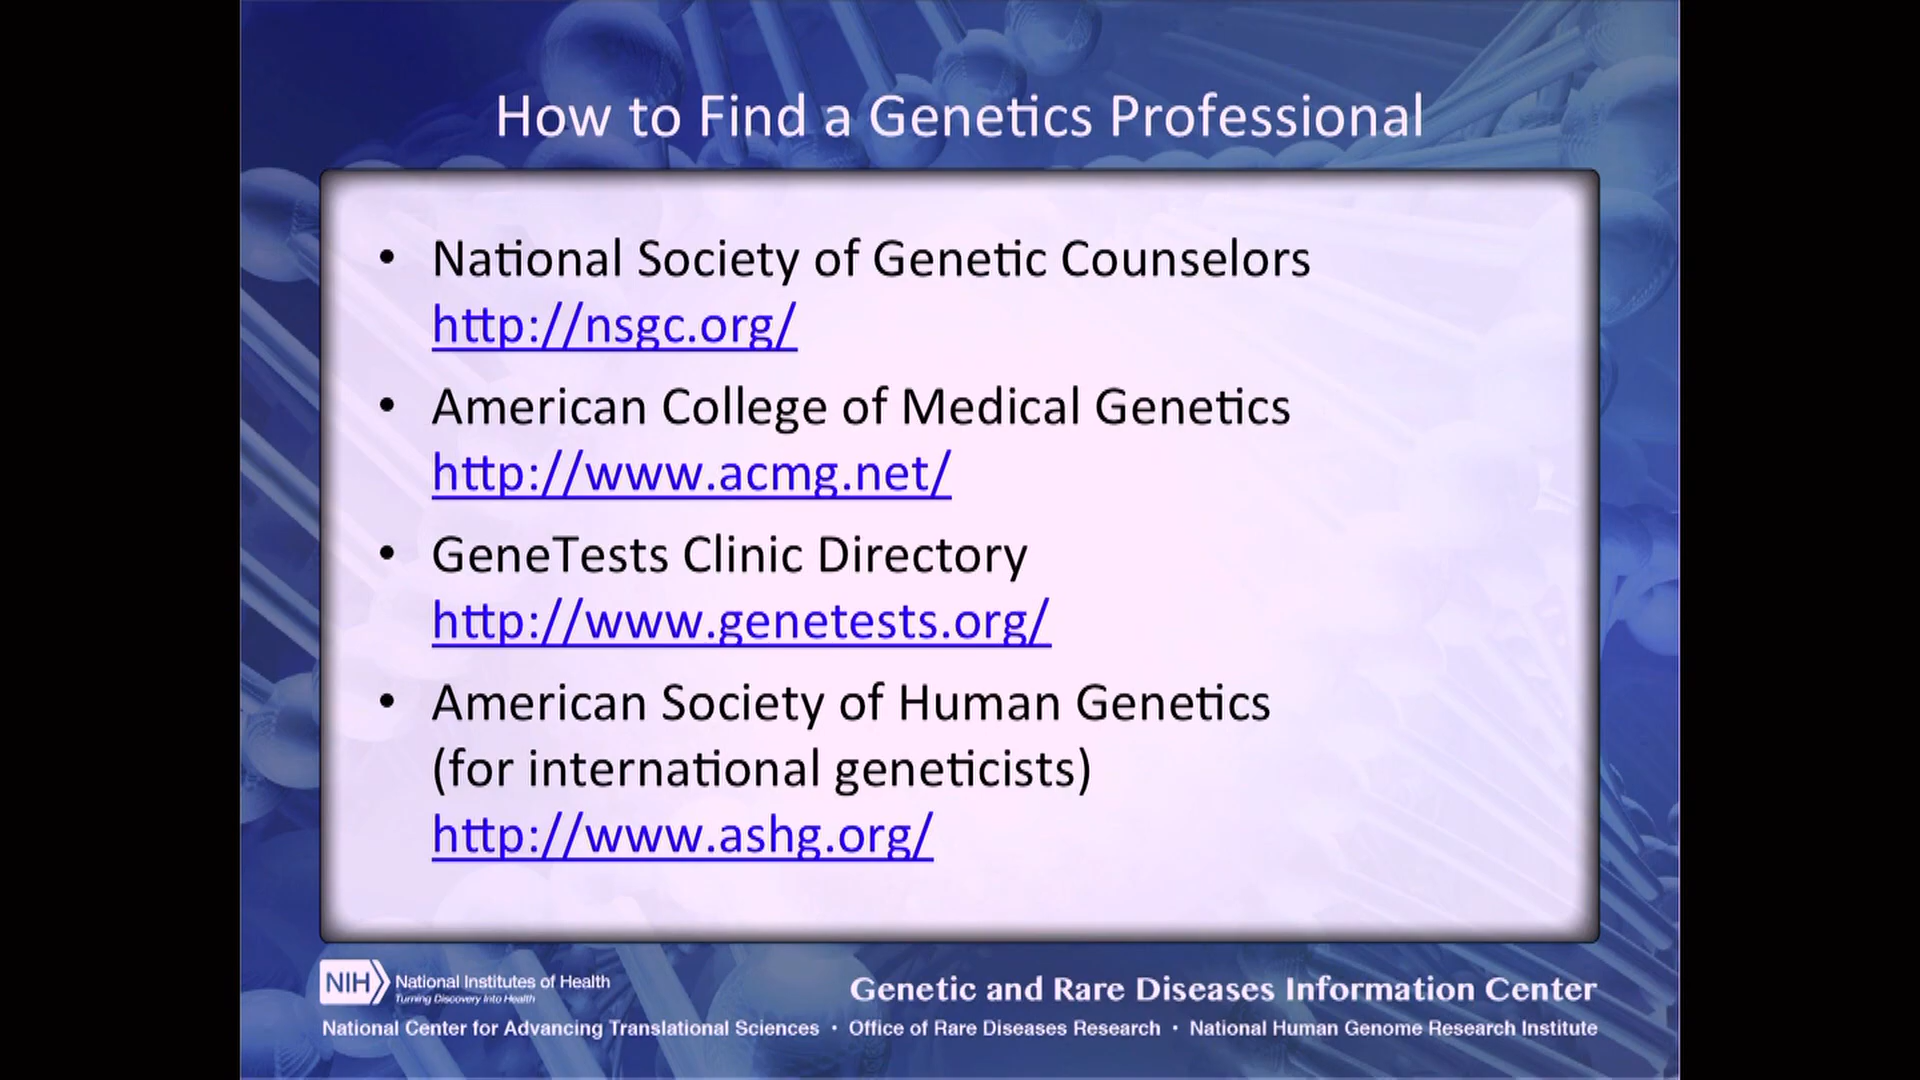 How to Find a Genetics Professional
• National Society of Genetic Counselors
http://nsgc.org/
• American College of Medical Genetics
http://www.acmg.net/
• GeneTests Clinic Directory
http://www.genetests.org/
• American Society of Human Genetics
(for international geneticists)
http://www.ashg.org/
NIH National Institutes of Health
Turning Discovery Into Health
Genetic and Rare Diseases Information Center
National Center for Advancing Translational Sciences • Office of Rare Diseases Research • National Human Genome Research Institute